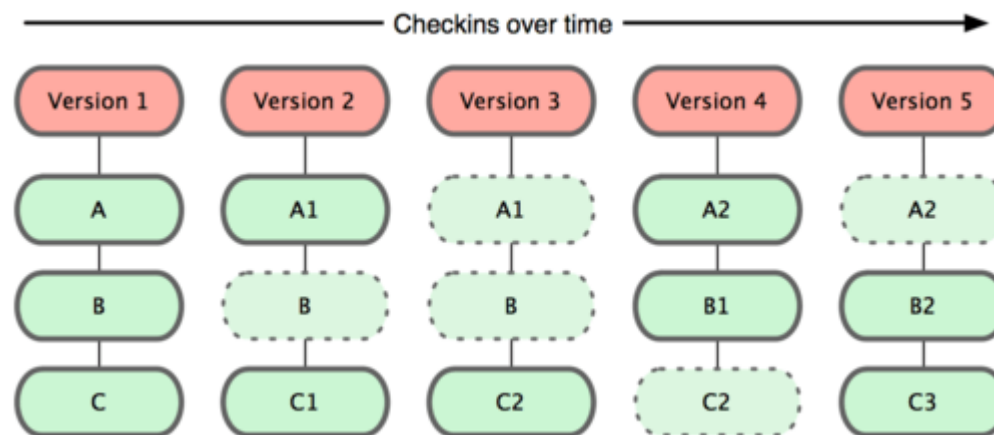 Checkins over time
Version 1 Version 2 Version 3 Version 4 Version 5
A A1 A1 A2 A2
B B B B1 B2
C C1 C2 C2 C3